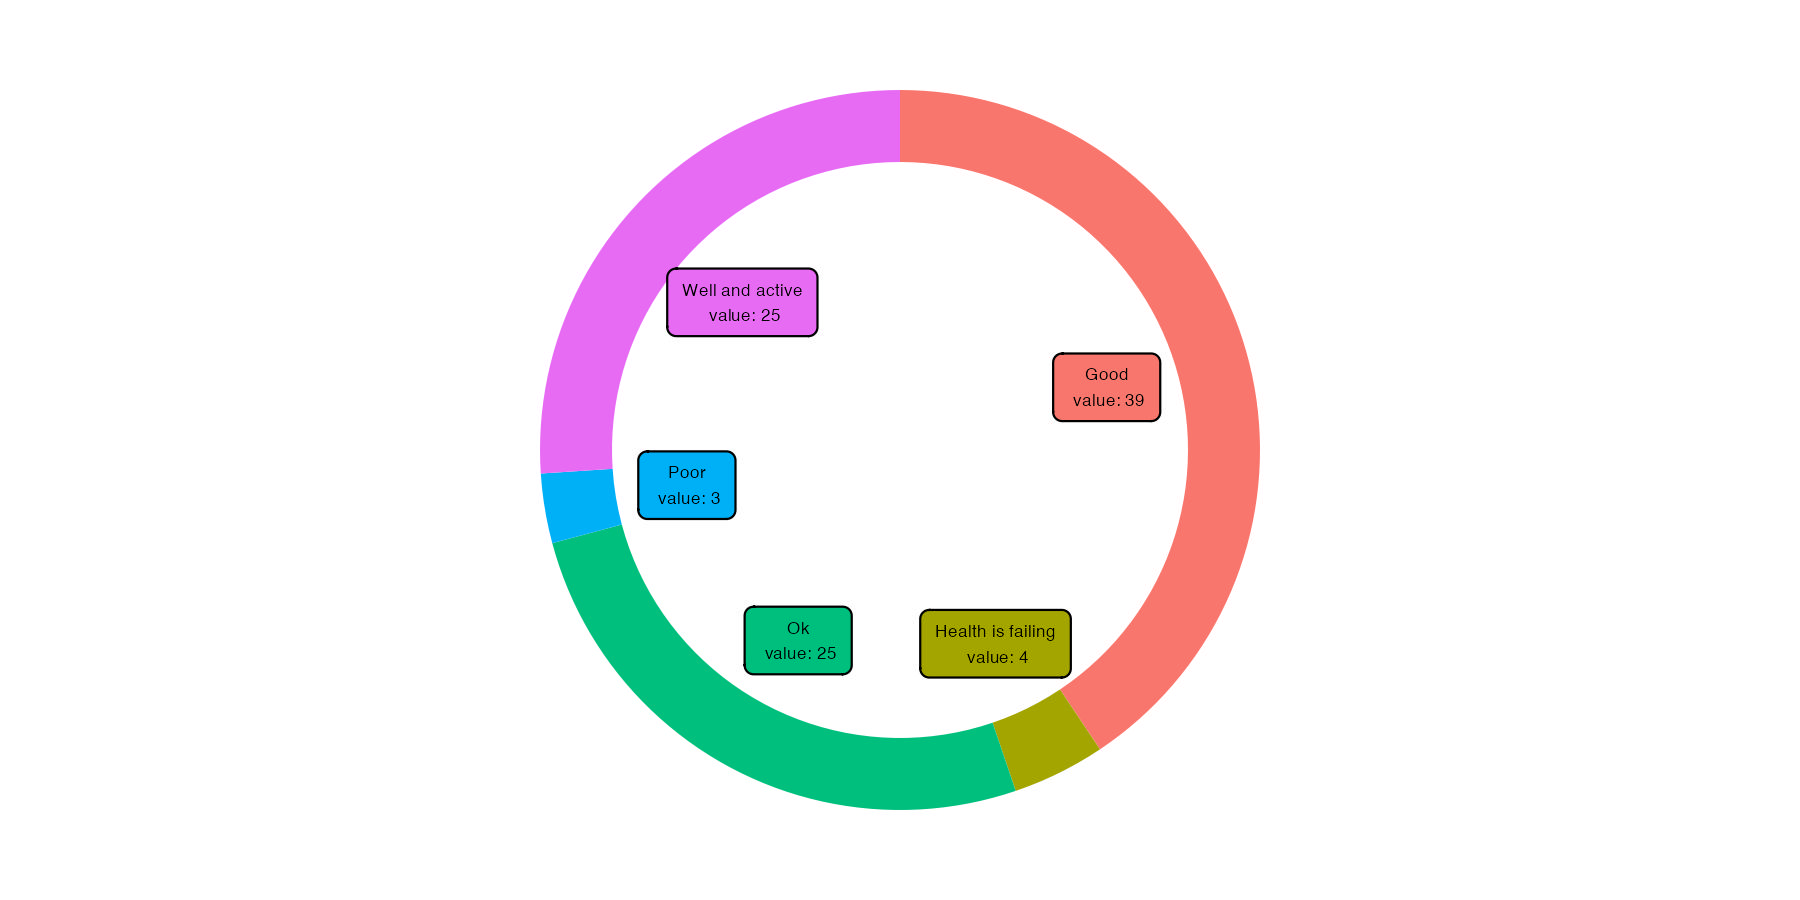 Well and active
value: 25
Good
value: 39
Poor
value: 3
Ok
value: 25
Health is failing
value: 4